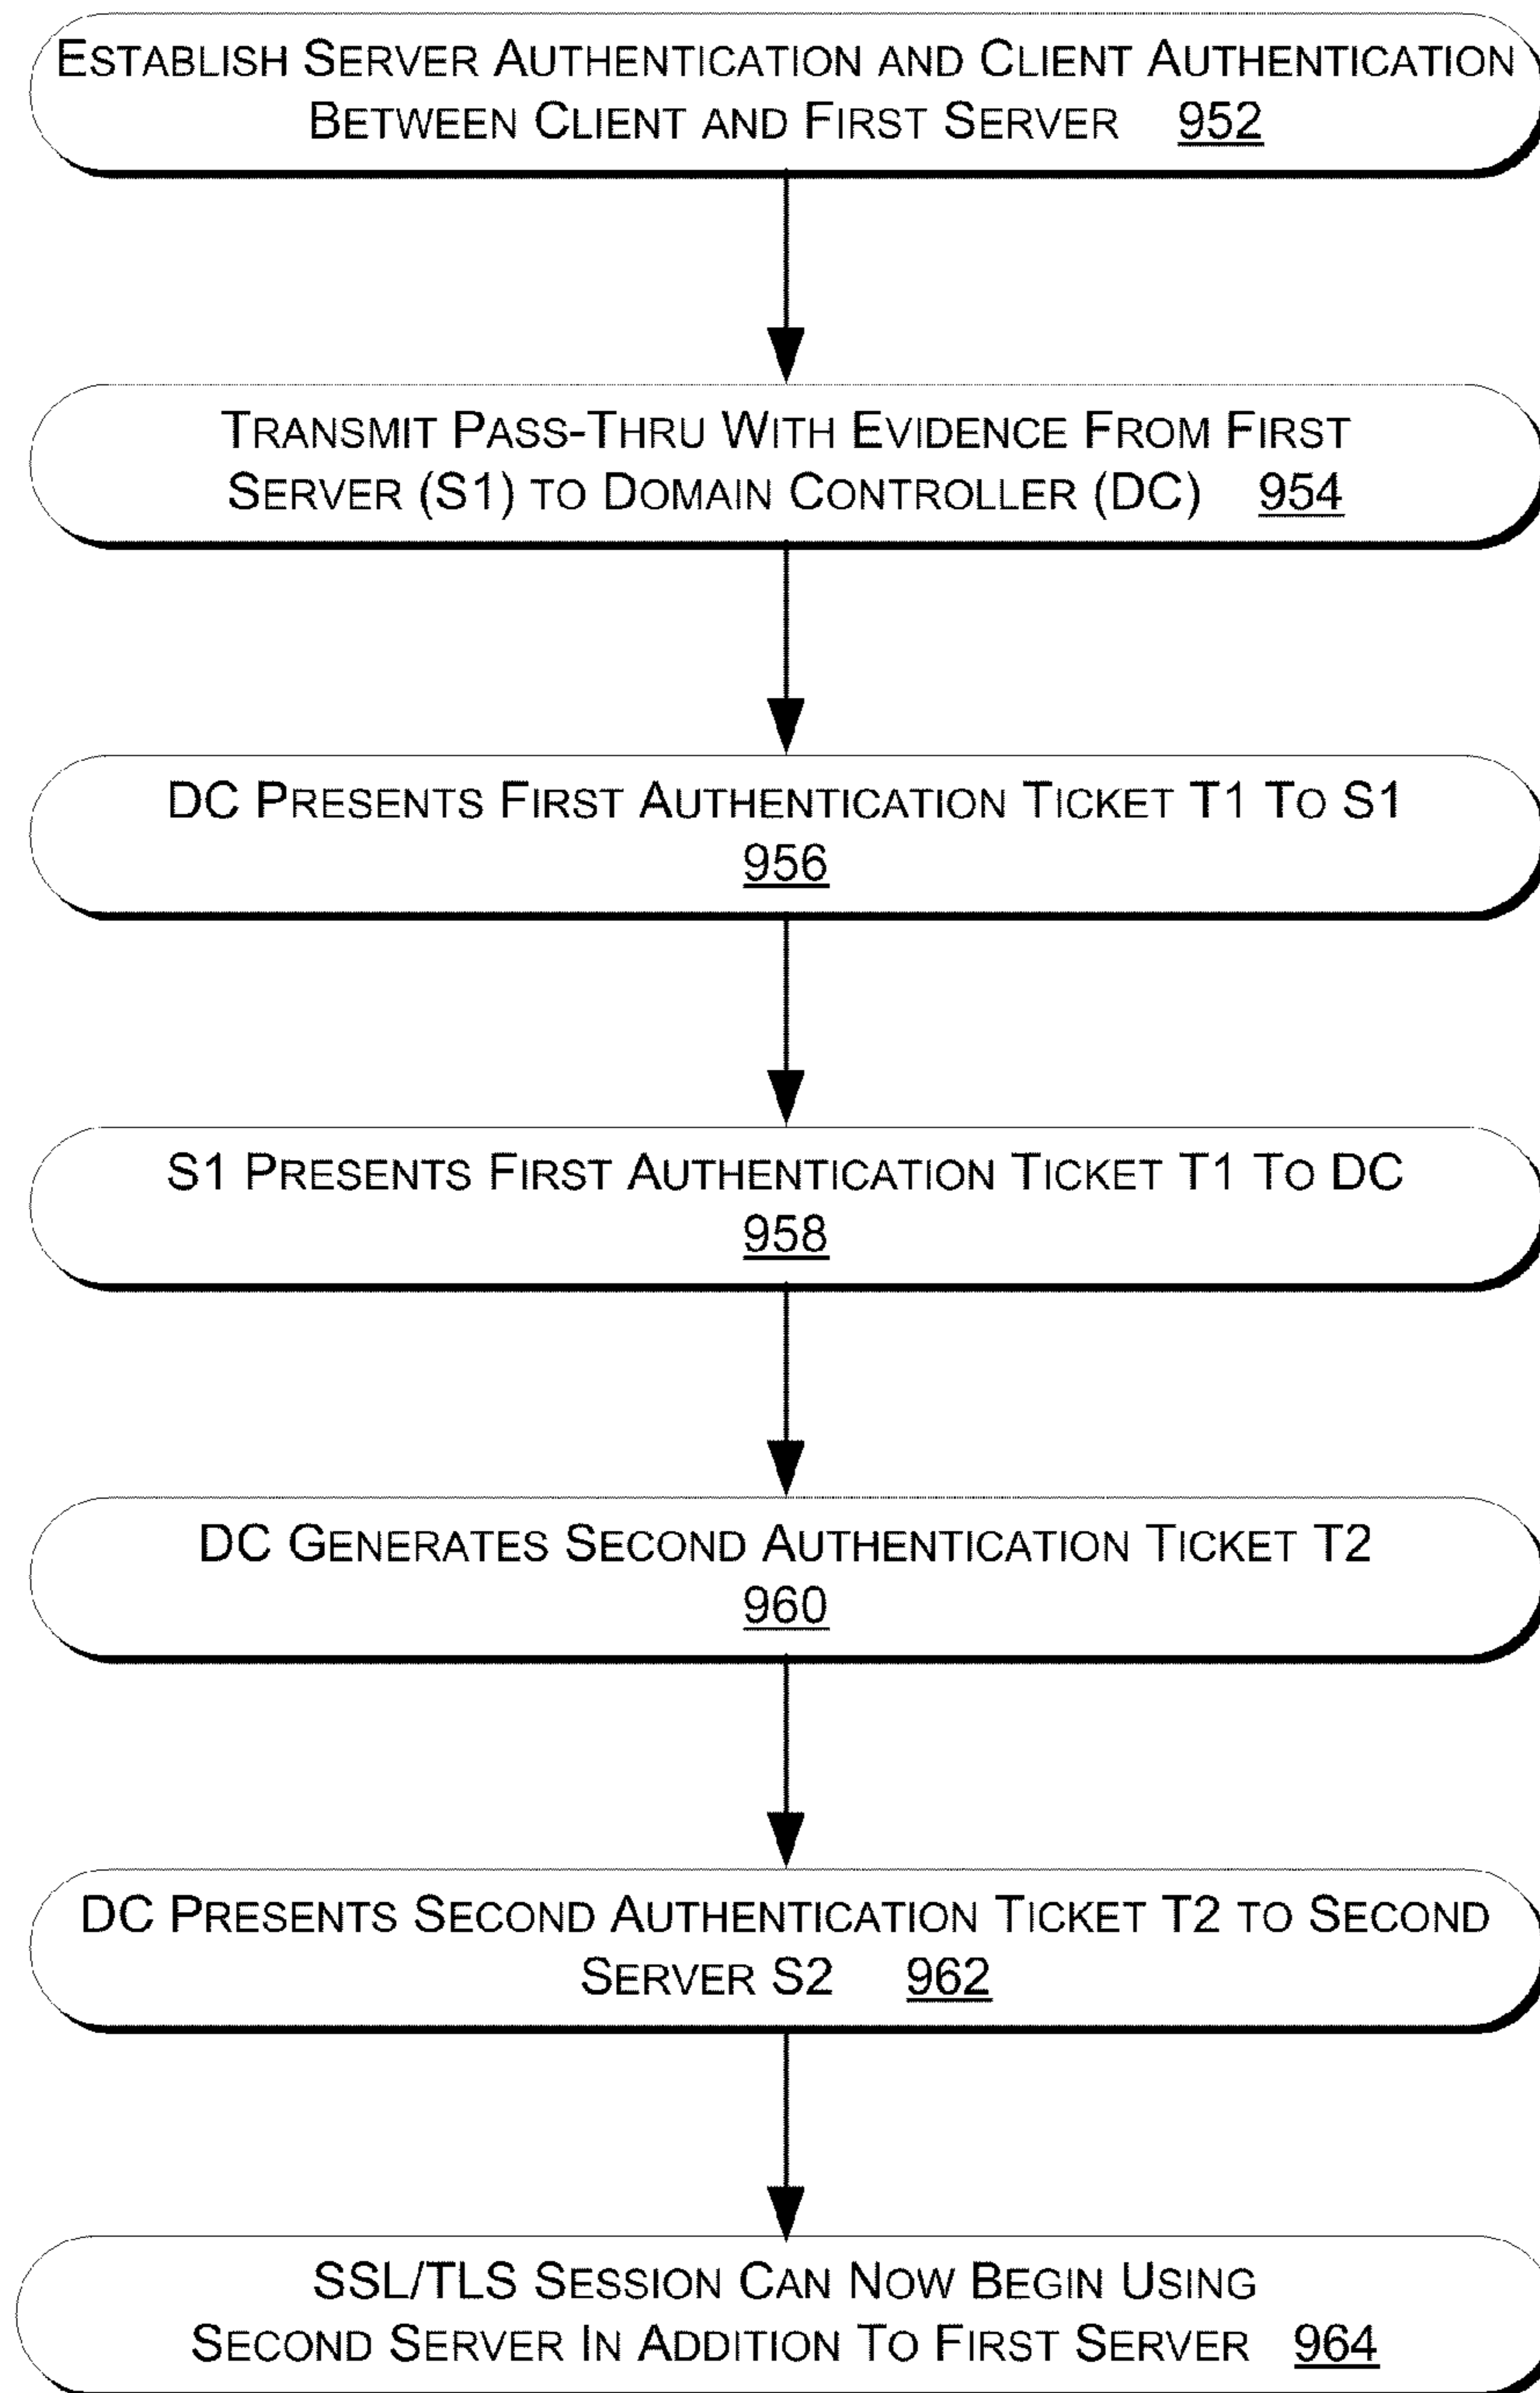 ESTABLISH SERVER AUTHENTICATION AND CLIENT AUTHENTICATION
BETWEEN CLIENT AND FIRST SERVER 952
TRANSMIT PASS-THRU WITH EVIDENCE FROM FIRST
SERVER (S1) TO DOMAIN CONTROLLER (DC) 954
DC PRESENTS FIRST AUTHENTICATION TICKET T1 TO S1
956
S1 PRESENTS FIRST AUTHENTICATION TICKET T1 TO DC
958
DC GENERATES SECOND AUTHENTICATION TICKET T2
960
DC PRESENTS SECOND AUTHENTICATION TICKET T2 TO SECOND
SERVER S2 962
SSL/TLS SESSION CAN NOW BEGIN USING
SECOND SERVER IN ADDITION TO FIRST SERVER 964